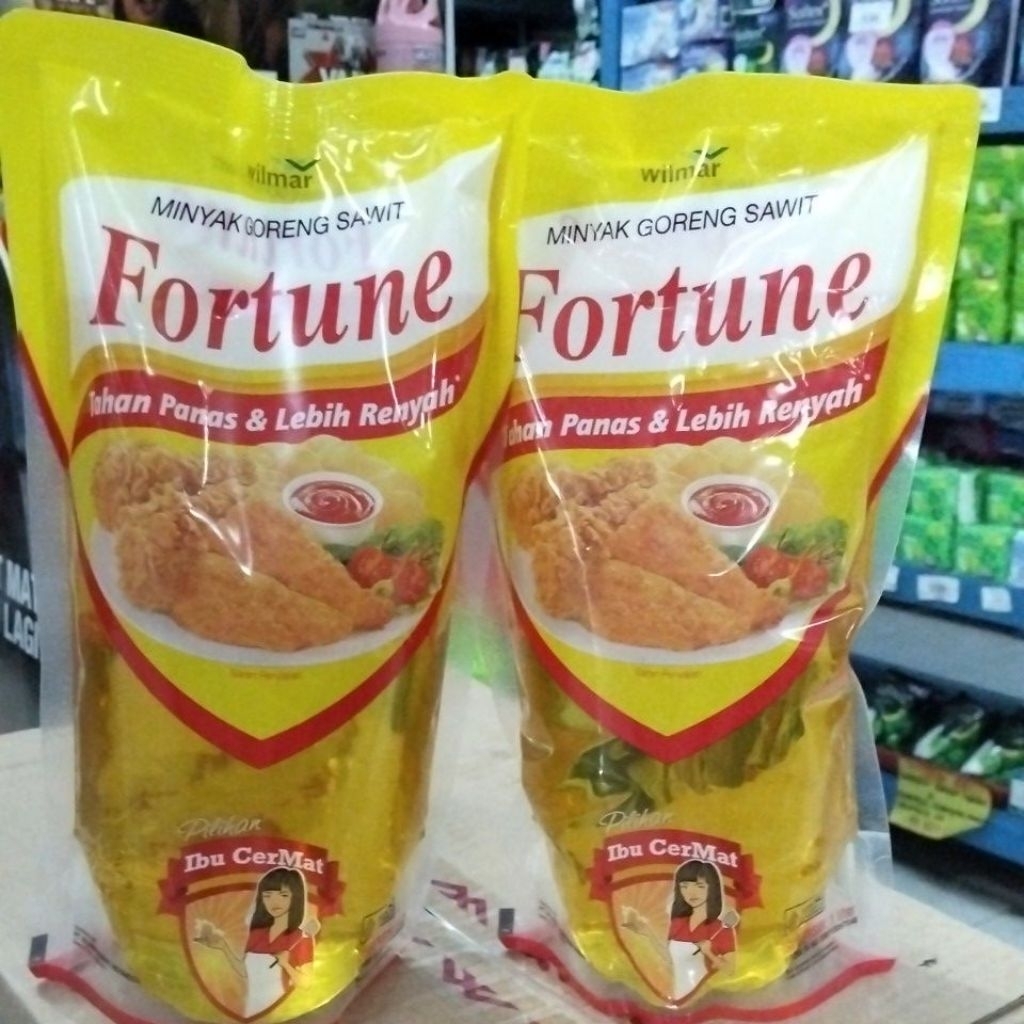 wilmar
MINYAK GORENG SAWIT
Fortune
Tahan Panas & Lebih Renyah
Pilihan
Ibu CerMat
wilmar
MINYAK GORENG SAWIT
Fortune
Tahan Panas & Lebih Renyah
Pilihan
Ibu CerMat